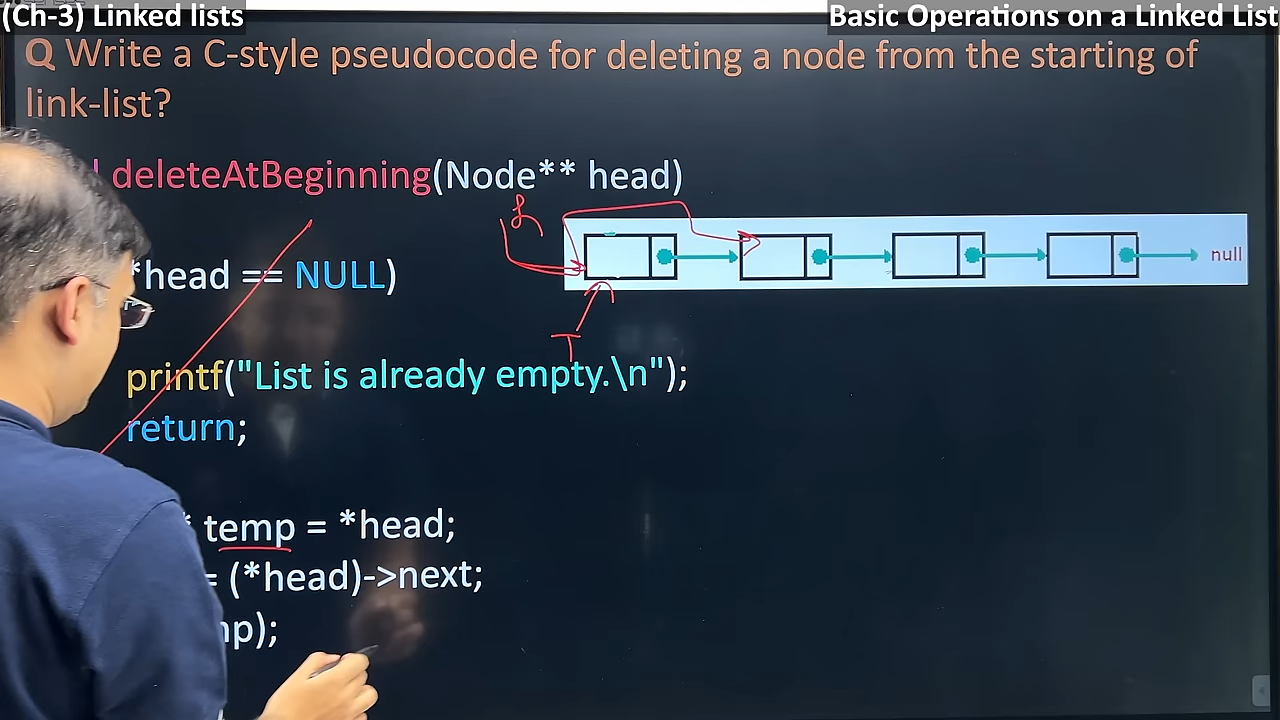 (Ch-3) Linked lists
Basic Operations on a Linked List
Q Write a C-style pseudocode for deleting a node from the starting of
link-list?
deleteAtBeginning(Node** head)
*head == NULL)
null
T
printf("List is already empty.\n");
return;
* temp = *head;
= (*head)->next;
);